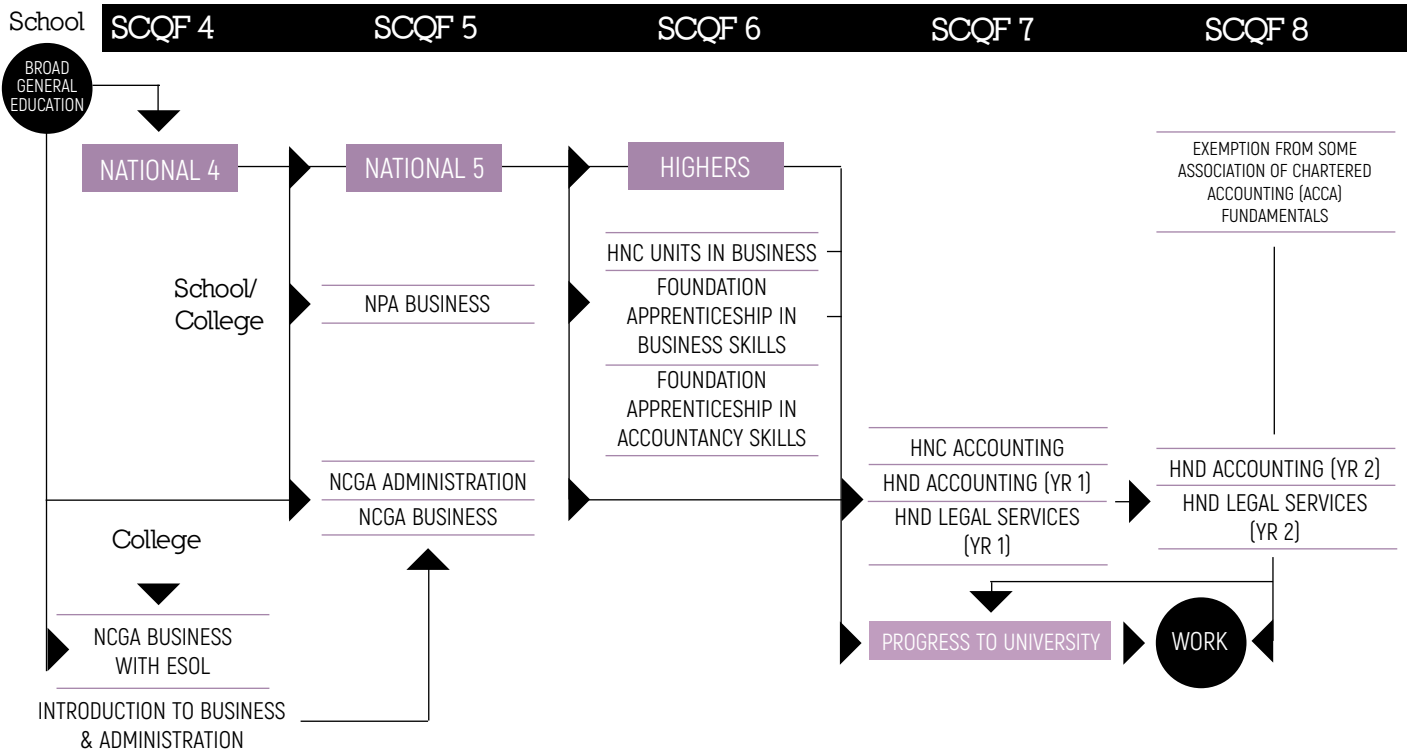 School
SCQF 4
SCQF 5
SCQF 6
SCQF 7
SCQF 8
BROAD
GENERAL
EDUCATION
NATIONAL 4
NATIONAL 5
HIGHERS
EXEMPTION FROM SOME
ASSOCIATION OF CHARTERED
ACCOUNTING (ACCA)
FUNDAMENTALS
School/
College
NPA BUSINESS
HNC UNITS IN BUSINESS
FOUNDATION
APPRENTICESHIP IN
BUSINESS SKILLS
FOUNDATION
APPRENTICESHIP IN
ACCOUNTANCY SKILLS
NCGA ADMINISTRATION
NCGA BUSINESS
HNC ACCOUNTING
HND ACCOUNTING (YR 1)
HND LEGAL SERVICES
(YR 1)
HND ACCOUNTING (YR 2)
HND LEGAL SERVICES
(YR 2)
College
NCGA BUSINESS
WITH ESOL
INTRODUCTION TO BUSINESS
& ADMINISTRATION
PROGRESS TO UNIVERSITY
WORK